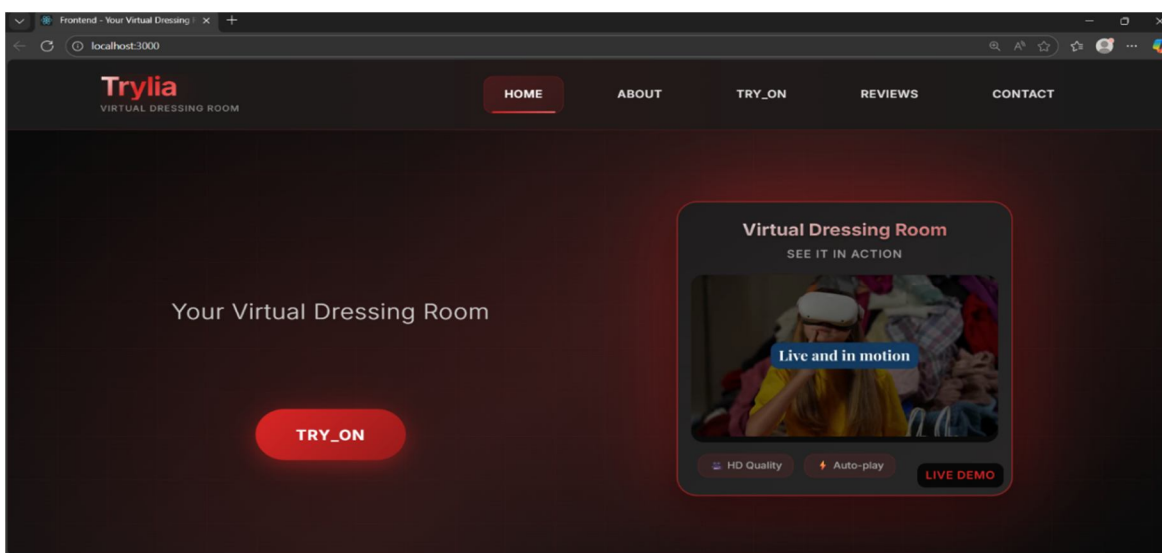 Frontend - Your Virtual Dressing
localhost:3000
Trylia
VIRTUAL DRESSING ROOM
HOME ABOUT TRY_ON REVIEWS CONTACT
Virtual Dressing Room
SEE IT IN ACTION
Your Virtual Dressing Room
Live and in motion
TRY_ON
HD Quality Auto-play
LIVE DEMO